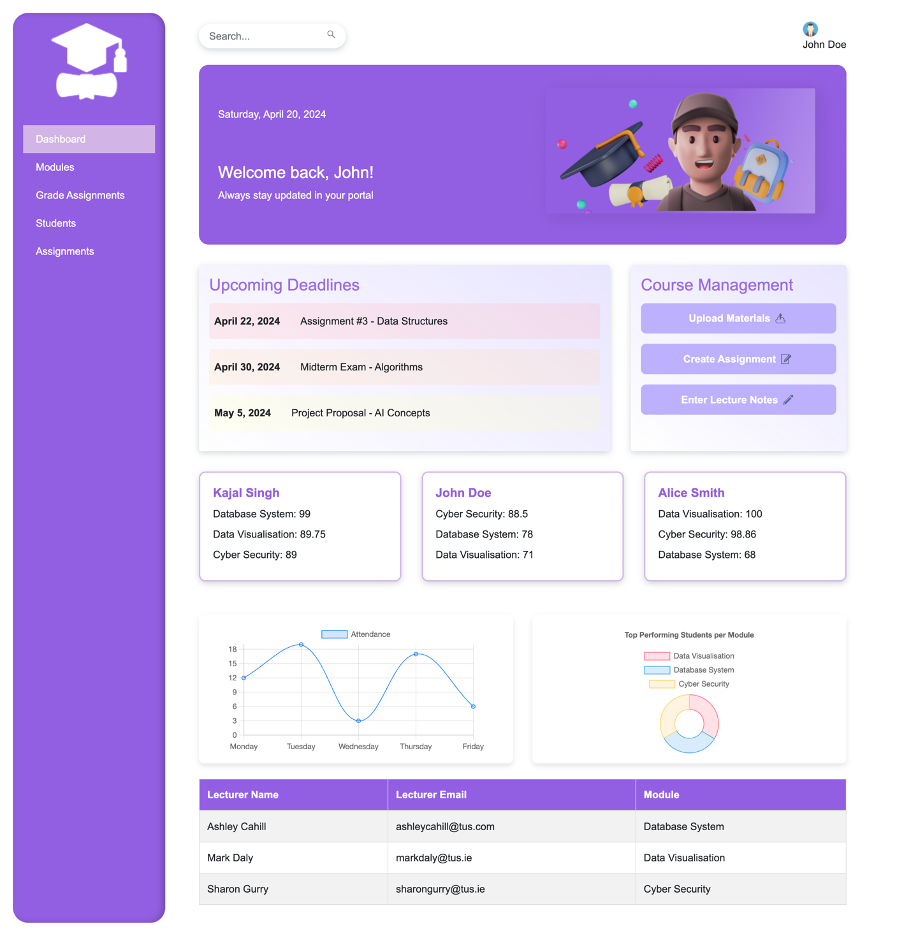 Search...
John Doe
Dashboard
Modules
Grade Assignments
Students
Assignments
Saturday, April 20, 2024
Welcome back, John!
Always stay updated in your portal
Upcoming Deadlines
April 22, 2024 Assignment #3 - Data Structures
April 30, 2024 Midterm Exam - Algorithms
May 5, 2024 Project Proposal - AI Concepts
Course Management
Upload Materials
Create Assignment
Enter Lecture Notes
Kajal Singh
Database System: 99
Data Visualisation: 89.75
Cyber Security: 89
John Doe
Cyber Security: 88.5
Database System: 78
Data Visualisation: 71
Alice Smith
Data Visualisation: 100
Cyber Security: 98.86
Database System: 68
Attendance
18
15
12
9
6
3
0
Monday Tuesday Wednesday Thursday Friday
Top Performing Students per Module
Data Visualisation
Database System
Cyber Security
Lecturer Name Lecturer Email Module
Ashley Cahill ashleycahill@tus.com Database System
Mark Daly markdaly@tus.ie Data Visualisation
Sharon Gurry sharongurry@tus.ie Cyber Security